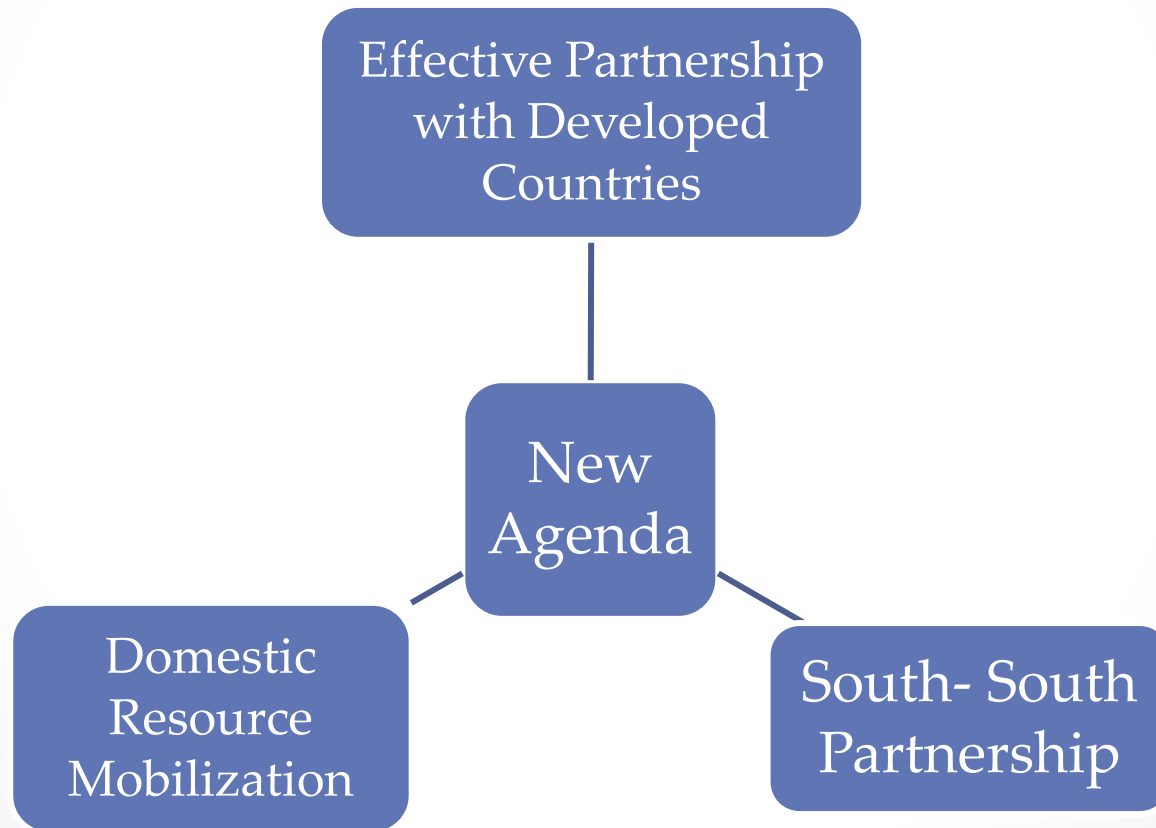 Effective Partnership
with Developed
Countries
New
Agenda
Domestic
Resource
Mobilization
South- South
Partnership